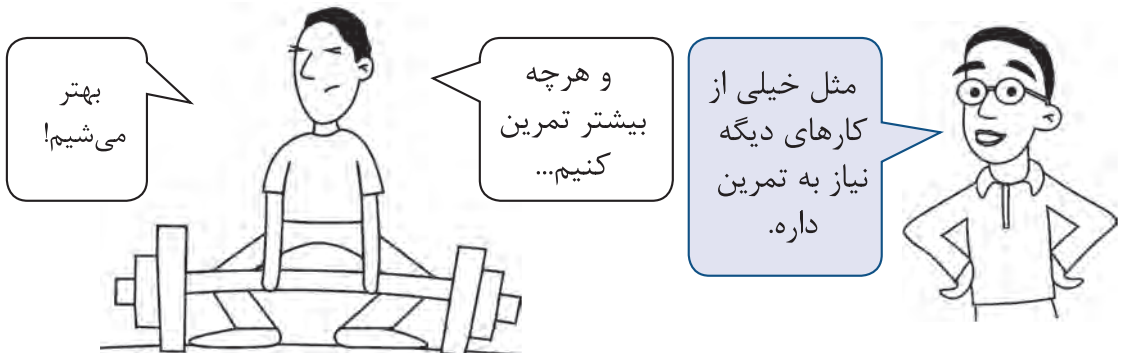 مثل خیلی از
کارهای دیگه
نیاز به تمرین
داره.
و هرچه
بیشتر تمرین
کنیم...
بهتر
می‌شیم!